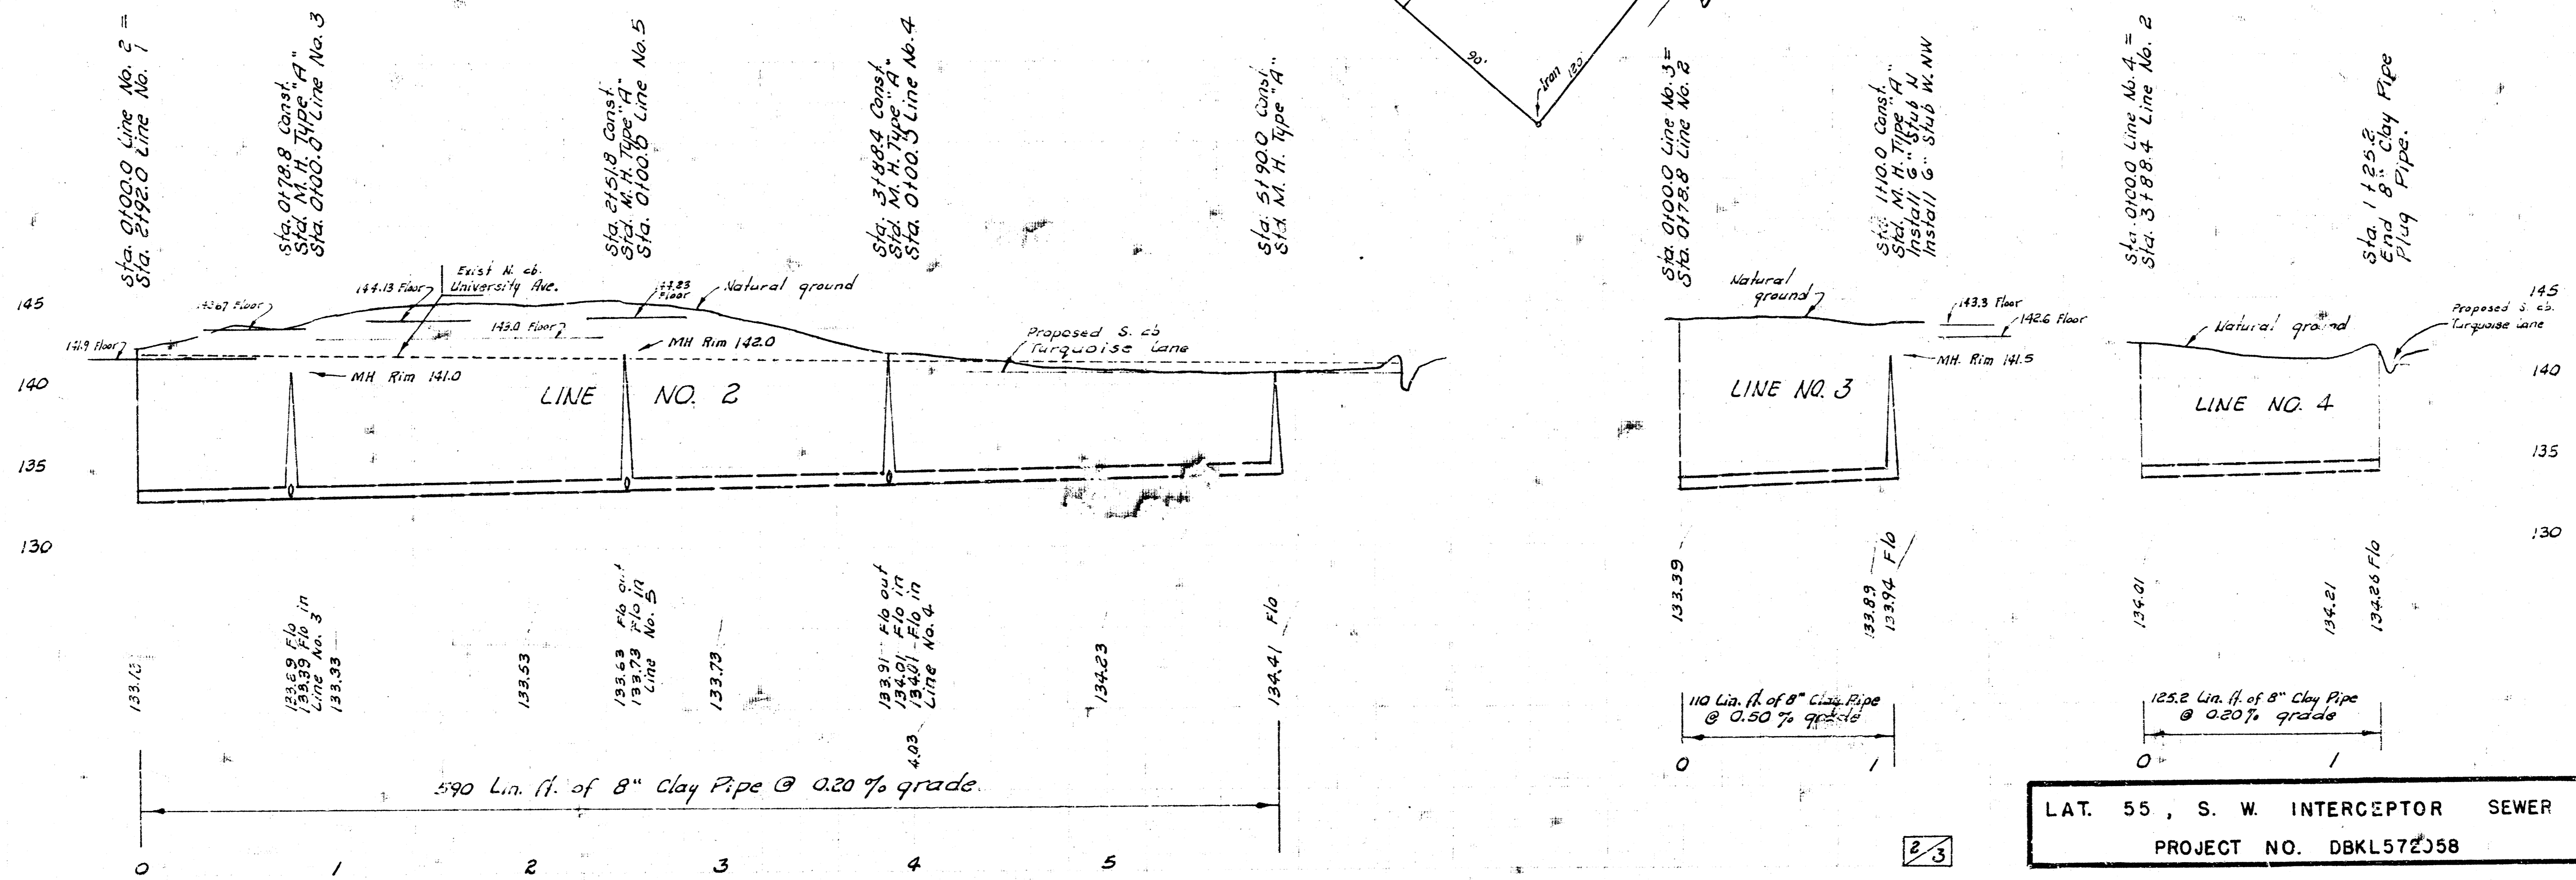 90'
Iron
120
Sta. 0+00.0 Line No. 2 =
Sta. 2+92.0 Line No. 1
Sta. 0+78.8 Const.
Std. M. H. Type "A"
Sta. 0+00.0 Line No. 3
Sta. 2+51.8 Const.
Std. M. H. Type "A"
Sta. 0+00.0 Line No. 5
Sta. 3+88.4 Const.
Std. M. H. Type "A"
Sta. 0+00.0 Line No. 4
Sta. 5+90.0 Const.
Std. M. H. Type "A"
Sta. 0+00.0 Line No. 3 =
Sta. 0+78.8 Line No. 2
Sta. 1+10.0 Const.
Std. M. H. Type "A"
Install 6" Stub N
Install 6" Stub W.NW
Sta. 0+00.0 Line No. 4 =
Sta. 3+88.4 Line No. 2
Sta. 1+25.2
End 8" Clay Pipe
Plug Pipe.
145
140
135
130
141.9 Floor
143.67 Floor
144.13 Floor
Exist N. cb.
University Ave.
143.0 Floor
Floor
Natural ground
MH Rim 142.0
MH Rim 141.0
Proposed S. cb
Turquoise Lane
LINE NO. 2
Natural
ground
143.3 Floor
142.6 Floor
MH. Rim 141.5
LINE NO. 3
Natural ground
Proposed S. cb.
Turquoise Lane
LINE NO. 4
145
140
135
130
133.39 Flo in
Line No. 3
133.33
133.53
133.63 Flo out
133.73 Flo in
Line No. 5
133.73
133.91 Flo out
134.01 Flo in
134.01 Flo in
Line No. 4
4.03
134.23
134.41 Flo
133.39
133.89
133.94 Flo
134.01
134.21
134.26 Flo
590 Lin. ft. of 8" Clay Pipe @ 0.20 % grade.
0 1 2 3 4 5
110 Lin. ft. of 8" Clay Pipe
@ 0.50 % grade
0 1
125.2 Lin. ft. of 8" Clay Pipe
@ 0.20 % grade
0 1
2/3
LAT. 55, S. W. INTERCEPTOR SEWER
PROJECT NO.